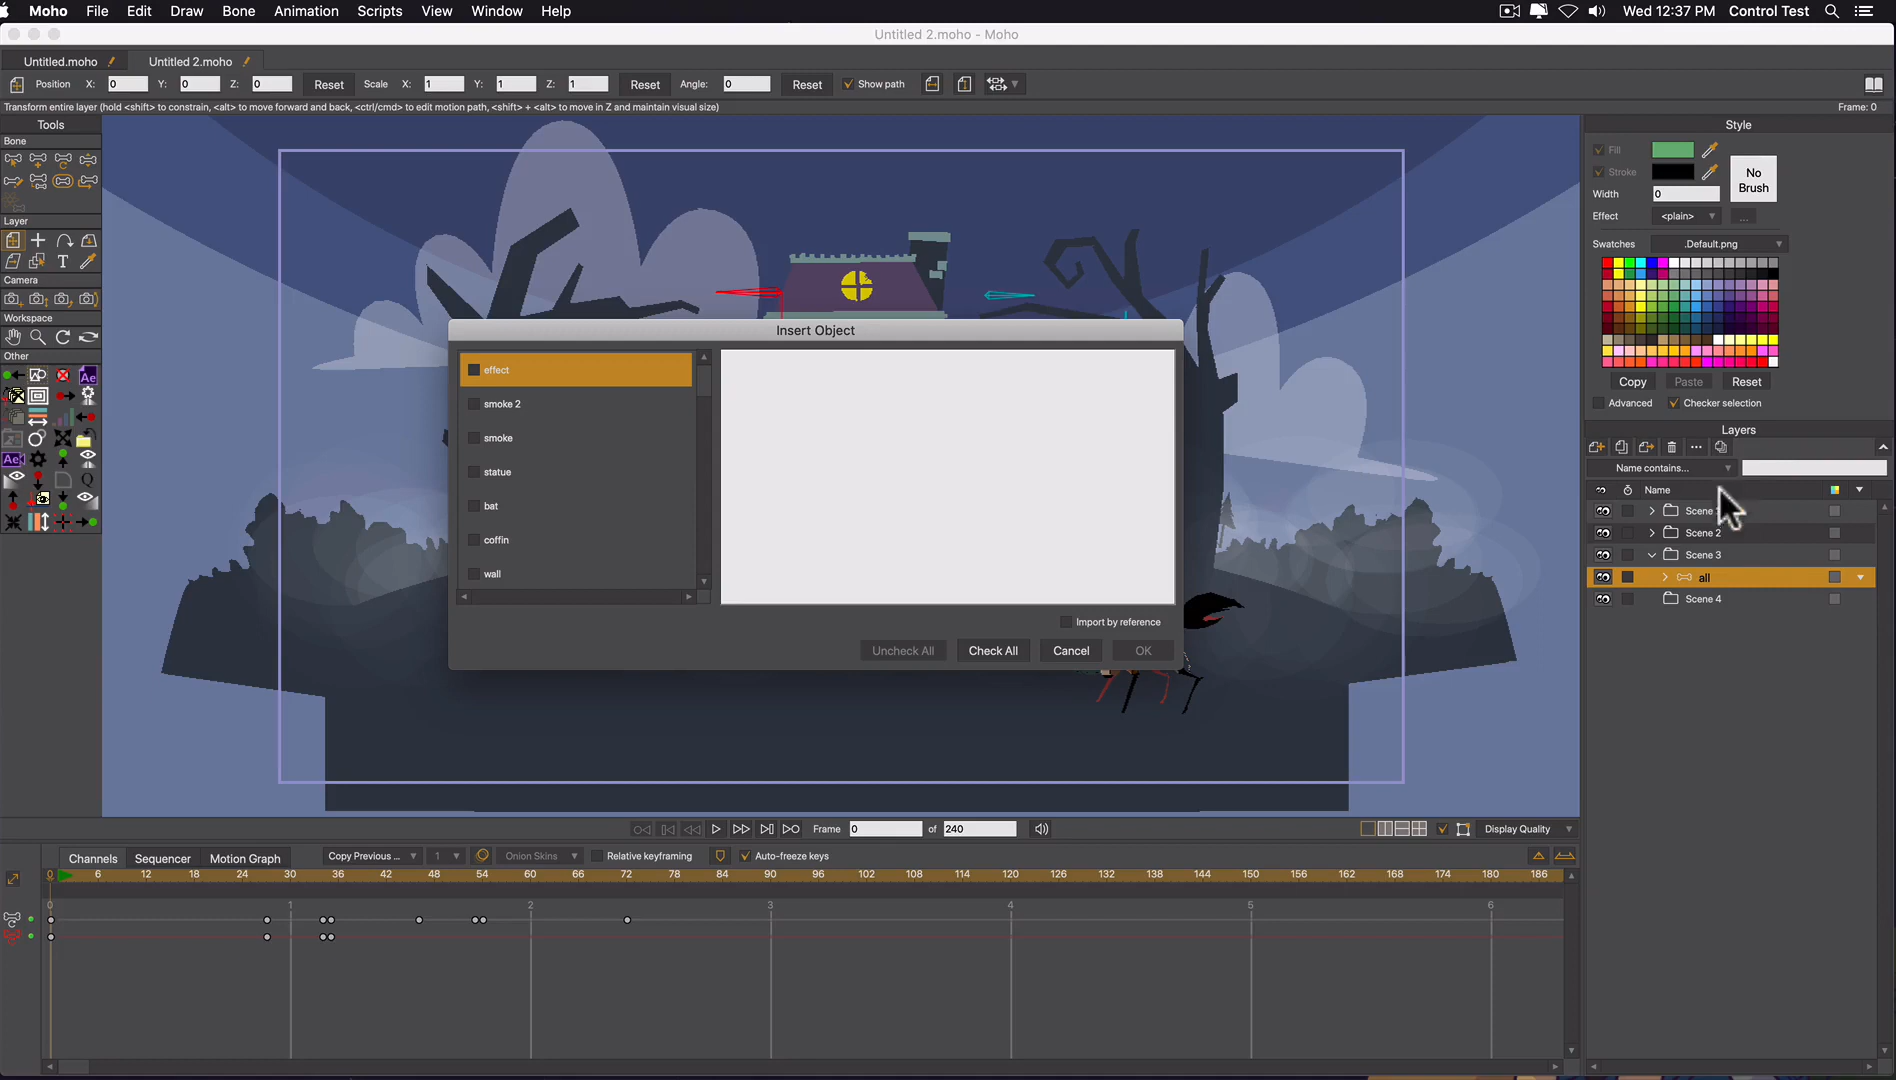 Moho File Edit Draw Bone Animation Scripts View Window Help Wed 12:37 PM Control Test
Untitled 2.moho - Moho
Untitled.moho Untitled 2.moho
Position X: 0 Y: 0 Z: 0 Reset Scale X: 1 Y: 1 Z: 1 Reset Angle: 0 Reset Show path
Transform entire layer (hold <shift> to constrain, <alt> to move forward and back, <ctrl/cmd> to edit motion path, <shift> + <alt> to move in Z and maintain visual size) Frame: 0
Tools
Bone
Layer
T
Camera
Workspace
Other
Ae
Ae
Q
Insert Object
effect
smoke 2
smoke
statue
bat
coffin
wall
Import by reference
Uncheck All Check All Cancel OK
Style
Fill
Stroke
No Brush
Width 0
Effect <plain> ...
Swatches .Default.png
Copy Paste Reset
Advanced Checker selection
Layers
Name contains...
Name
Scene
Scene 2
Scene 3
all
Scene 4
Frame 0 of 240 Display Quality
Channels Sequencer Motion Graph Copy Previous ... 1 Onion Skins Relative keyframing Auto-freeze keys
0 6 12 18 24 30 36 42 48 54 60 66 72 78 84 90 96 102 108 114 120 126 132 138 144 150 156 162 168 174 180 186
0 1 2 3 4 5 6